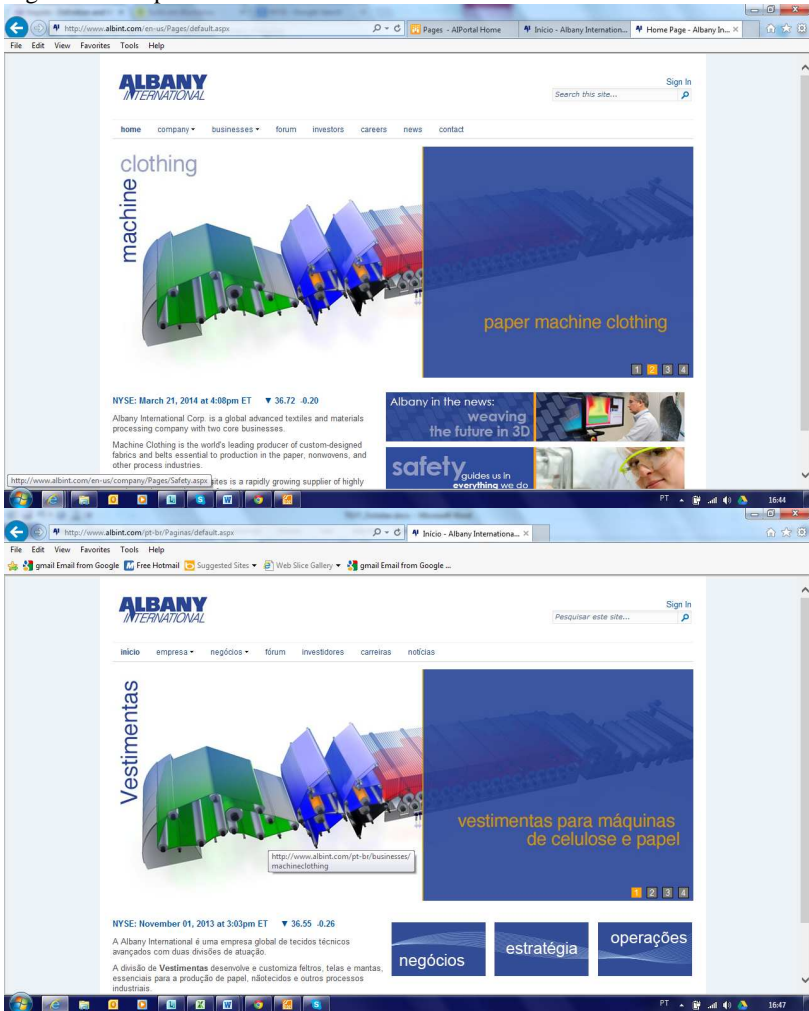 http://www.albint.com/en-us/Pages/default.aspx
Pages - AIPortal Home
Início - Albany Internation...
Home Page - Albany In...
File Edit View Favorites Tools Help
ALBANY
INTERNATIONAL
Sign In
Search this site...
home company businesses forum investors careers news contact
machine clothing
paper machine clothing
1 2 3 4
NYSE: March 21, 2014 at 4:08pm ET ▼ 36.72 -0.20
Albany International Corp. is a global advanced textiles and materials
processing company with two core businesses.
Machine Clothing is the world's leading producer of custom-designed
fabrics and belts essential to production in the paper, nonwovens, and
other process industries.
sites is a rapidly growing supplier of highly
Albany in the news:
weaving
the future in 3D
safety guides us in
everything we do
http://www.albint.com/en-us/company/Pages/Safety.aspx
PT 16:44
http://www.albint.com/pt-br/Paginas/default.aspx
Início - Albany Internationa...
File Edit View Favorites Tools Help
gmail Email from Google Free Hotmail Suggested Sites Web Slice Gallery gmail Email from Google ...
ALBANY
INTERNATIONAL
Sign In
Pesquisar este site...
início empresa negócios fórum investidores carreiras notícias
Vestimentas
vestimentas para máquinas
de celulose e papel
http://www.albint.com/pt-br/businesses/
machineclothing
1 2 3 4
NYSE: November 01, 2013 at 3:03pm ET ▼ 36.55 -0.26
A Albany International é uma empresa global de tecidos técnicos
avançados com duas divisões de atuação.
A divisão de Vestimentas desenvolve e customiza feltros, telas e mantas,
essenciais para a produção de papel, nãotecidos e outros processos
industriais.
negócios
estratégia
operações
PT 16:47